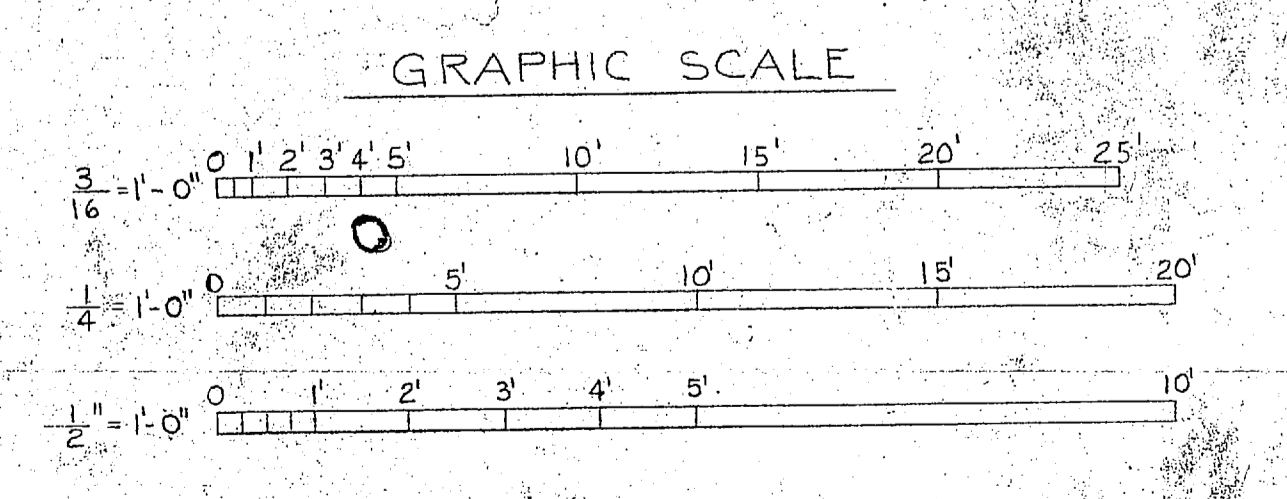 GRAPHIC SCALE
0 1' 2' 3' 4' 5' 10' 15' 20' 25'
3/16 = 1'-0"
0 5' 10' 15' 20'
1/4 = 1'-0"
0 1' 2' 3' 4' 5' 10'
1/2" = 1'-0"